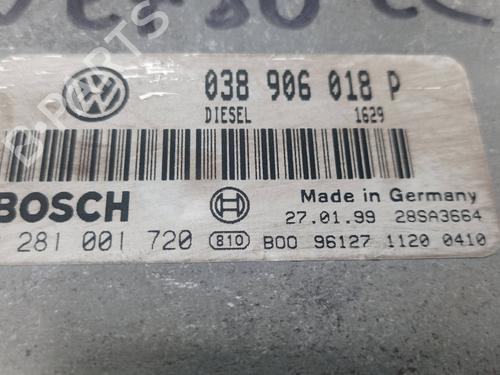 038 906 018 P
DIESEL 1629
BOSCH
Made in Germany
27.01.99 28SA3664
281 001 720 810 B00 96127 1120 0410
B-PARTS